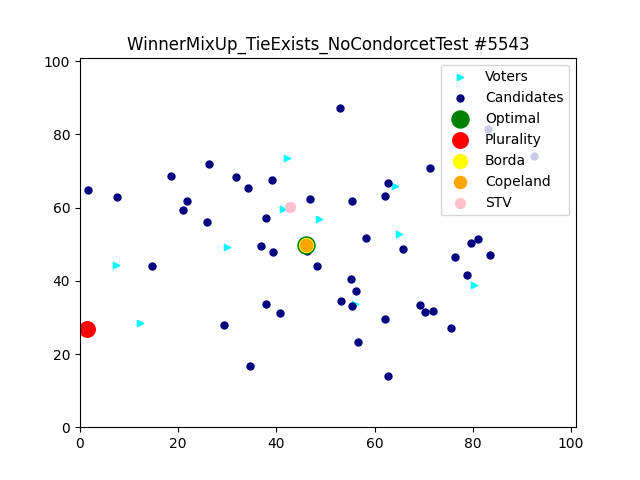 WinnerMixUp_TieExists_NoCondorcetTest #5543
100
80
60
40
20
0
0 20 40 60 80 100
Voters
Candidates
Optimal
Plurality
Borda
Copeland
STV